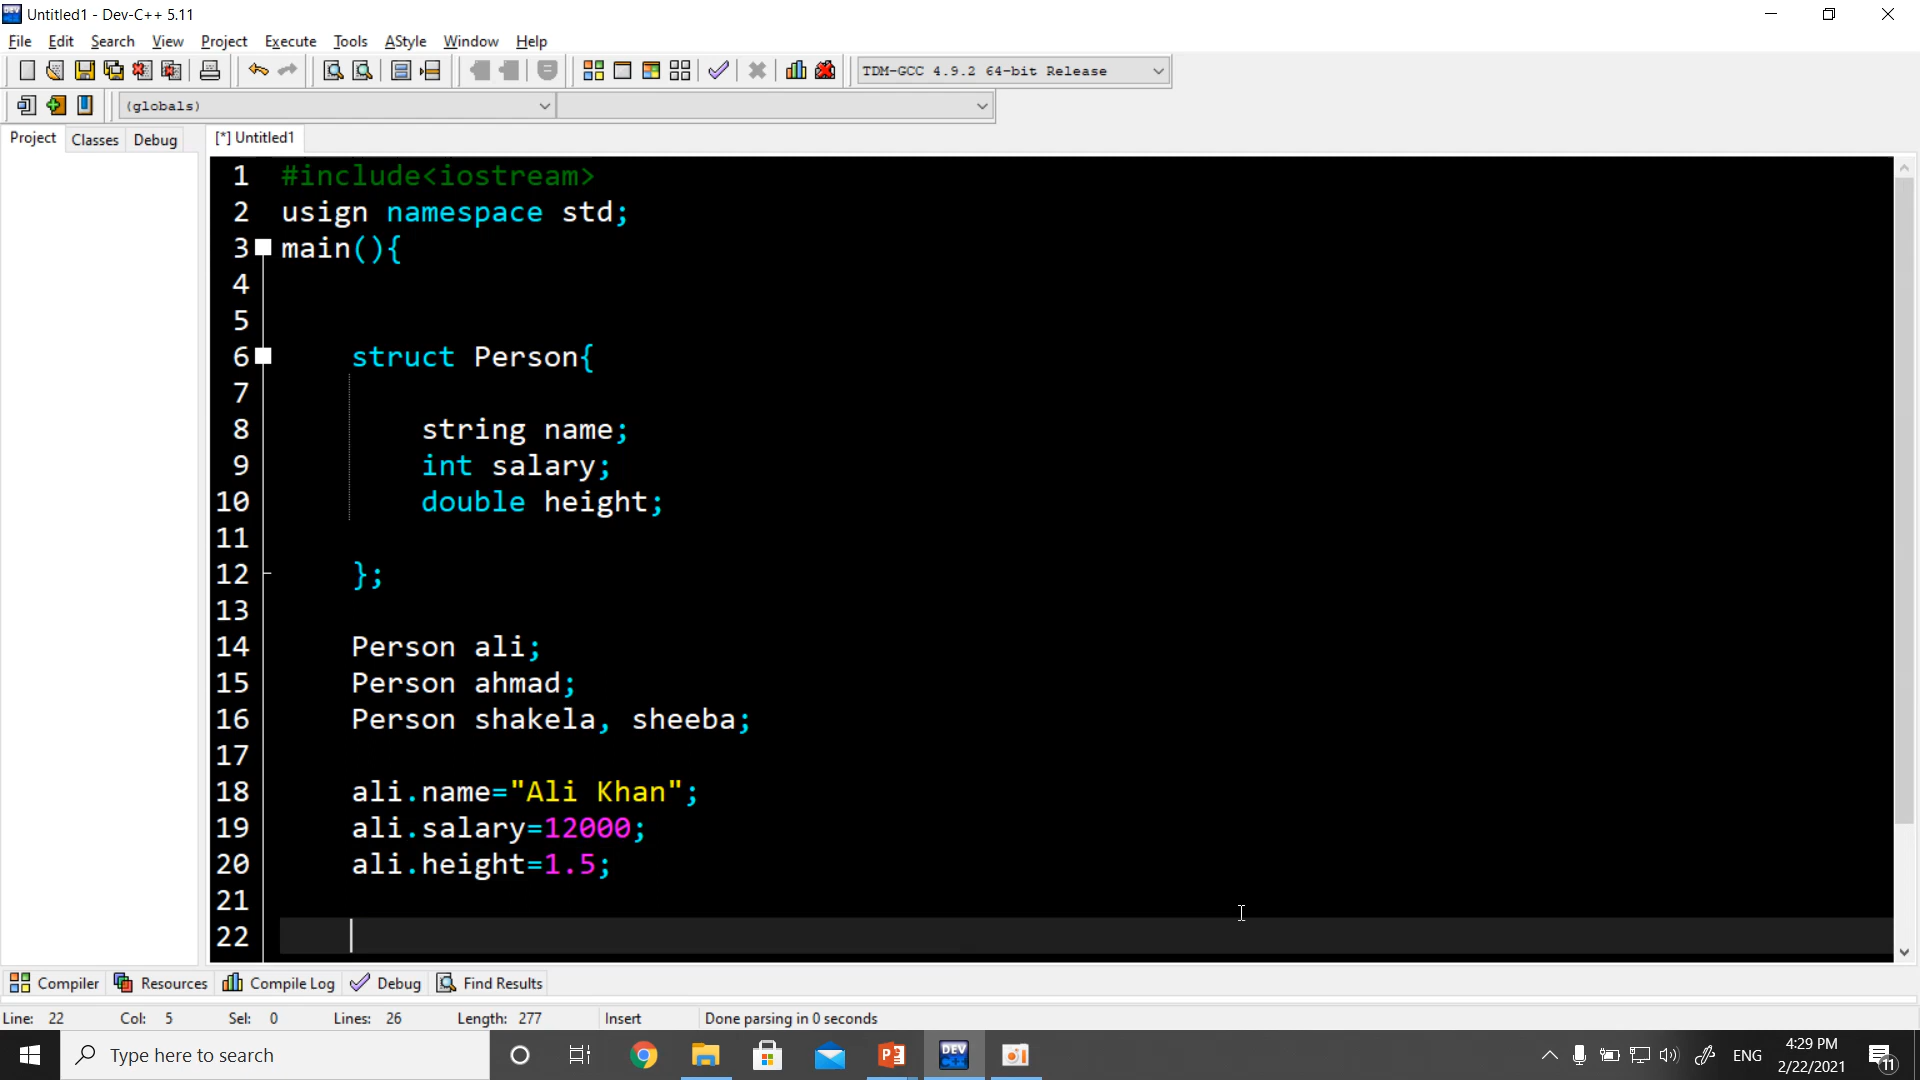 Untitled1 - Dev-C++ 5.11
File Edit Search View Project Execute Tools AStyle Window Help
TDM-GCC 4.9.2 64-bit Release
(globals)
Project Classes Debug [*] Untitled1
1 #include<iostream>
2 usign namespace std;
3 main(){
4
5
6 struct Person{
7
8 string name;
9 int salary;
10 double height;
11
12 };
13
14 Person ali;
15 Person ahmad;
16 Person shakela, sheeba;
17
18 ali.name="Ali Khan";
19 ali.salary=12000;
20 ali.height=1.5;
21
22
Compiler Resources Compile Log Debug Find Results
Line: 22 Col: 5 Sel: 0 Lines: 26 Length: 277 Insert Done parsing in 0 seconds
Type here to search
DEV C++
ENG
4:29 PM
2/22/2021
11